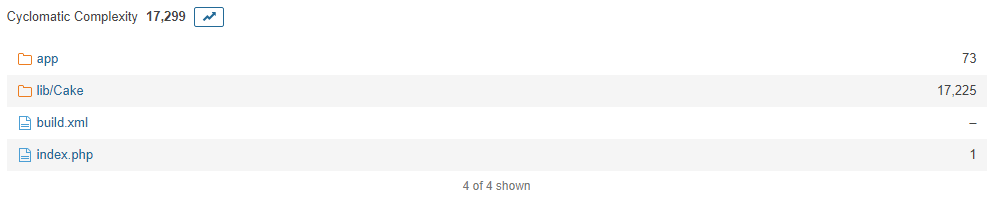 Cyclomatic Complexity 17,299
app 73
lib/Cake 17,225
build.xml –
index.php 1
4 of 4 shown